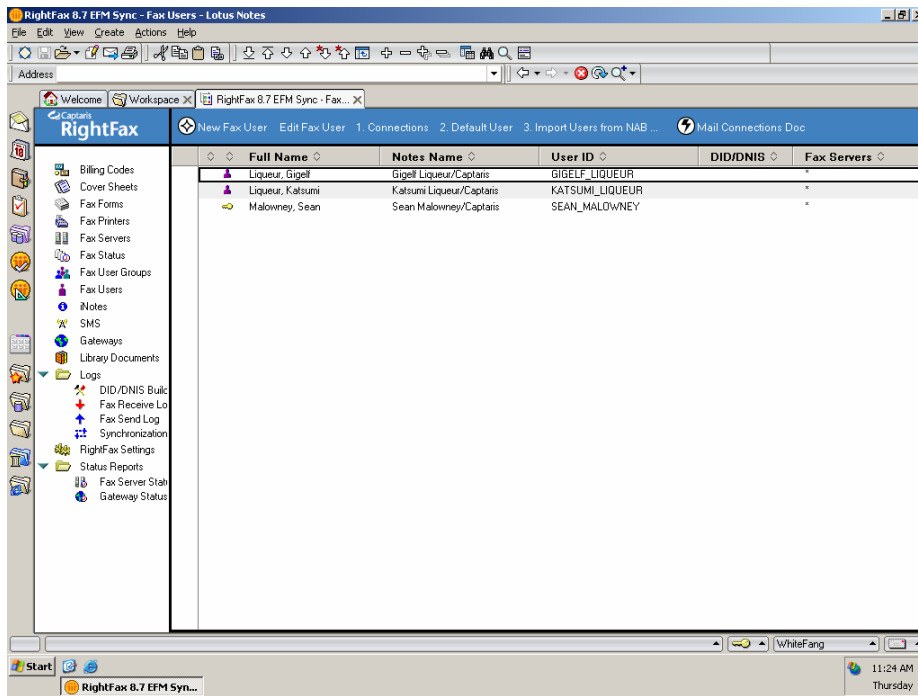 RightFax 8.7 EFM Sync - Fax Users - Lotus Notes
File Edit View Create Actions Help
Address
Welcome Workspace RightFax 8.7 EFM Sync - Fax...
Captaris
RightFax
New Fax User Edit Fax User 1. Connections 2. Default User 3. Import Users from NAB ... Mail Connections Doc
Full Name Notes Name User ID DID/DNIS Fax Servers
Liqueur, Gigelf Gigelf Liqueur/Captaris GIGELF_LIQUEUR *
Liqueur, Katsumi Katsumi Liqueur/Captaris KATSUMI_LIQUEUR *
Malowney, Sean Sean Malowney/Captaris SEAN_MALOWNEY *
Billing Codes
Cover Sheets
Fax Forms
Fax Printers
Fax Servers
Fax Status
Fax User Groups
Fax Users
iNotes
SMS
Gateways
Library Documents
Logs
DID/DNIS Builc
Fax Receive Lo
Fax Send Log
Synchronization
RightFax Settings
Status Reports
Fax Server Stat
Gateway Status
18
WhiteFang
Start
11:24 AM
RightFax 8.7 EFM Syn...
Thursday